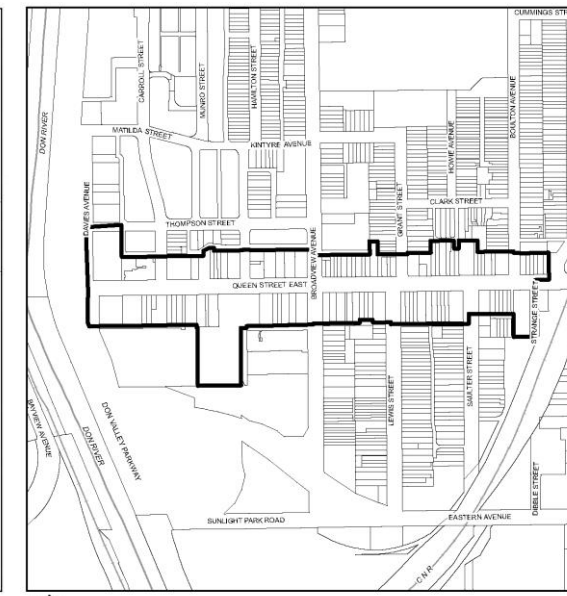 CUMMINGS STR
CARROLL STREET
MUNRO STREET
HAMILTON STREET
BOULTON AVENUE
DON RIVER
MATILDA STREET
KINTYRE AVENUE
HOWIE AVENUE
DAVIES AVENUE
GRANT STREET
CLARK STREET
THOMPSON STREET
BROADVIEW AVENUE
QUEEN STREET EAST
STRANGE STREET
LEWIS STREET
SAULTER STREET
BAYVIEW AVENUE
DON RIVER
DON VALLEY PARKWAY
DIBBLE STREET
SUNLIGHT PARK ROAD
EASTERN AVENUE
CNR